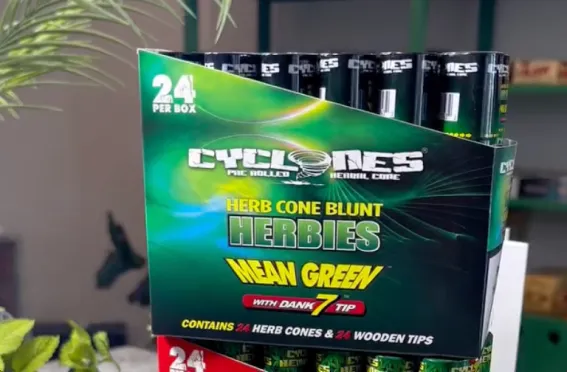 24
PER BOX
CYCLONES
PRE ROLLED HERBAL CONE
HERB CONE BLUNT
HERBIES
MEAN GREEN
WITH DANK 7 TIP
CONTAINS 24 HERB CONES & 24 WOODEN TIPS
24
CYCLONES